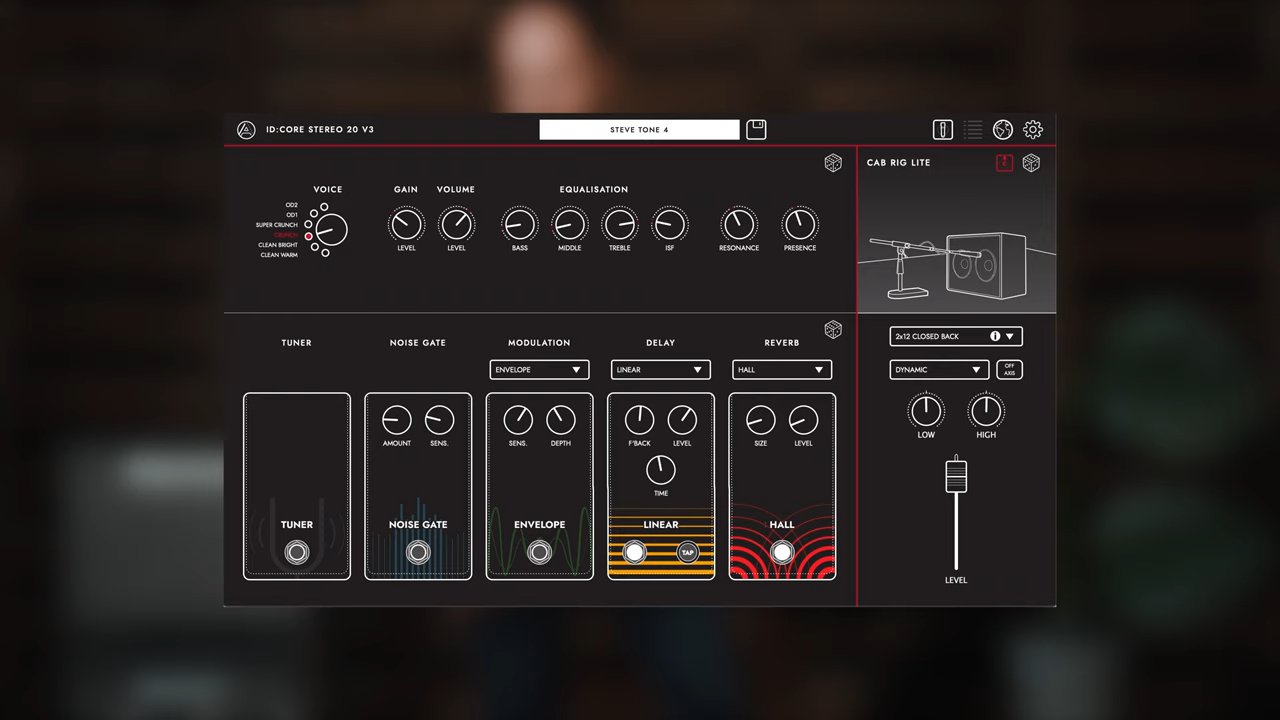 ID:CORE STEREO 20 V3
STEVE TONE 4
VOICE
OD2
OD1
SUPER CRUNCH
CRUNCH
CLEAN BRIGHT
CLEAN WARM
GAIN
VOLUME
EQUALISATION
LEVEL
LEVEL
BASS
MIDDLE
TREBLE
ISF
RESONANCE
PRESENCE
CAB RIG LITE
TUNER
NOISE GATE
MODULATION
DELAY
REVERB
ENVELOPE
LINEAR
HALL
AMOUNT
SENS.
SENS.
DEPTH
F'BACK
LEVEL
TIME
SIZE
LEVEL
TUNER
NOISE GATE
ENVELOPE
LINEAR
TAP
HALL
2x12 CLOSED BACK
DYNAMIC
OFF
AXIS
LOW
HIGH
LEVEL